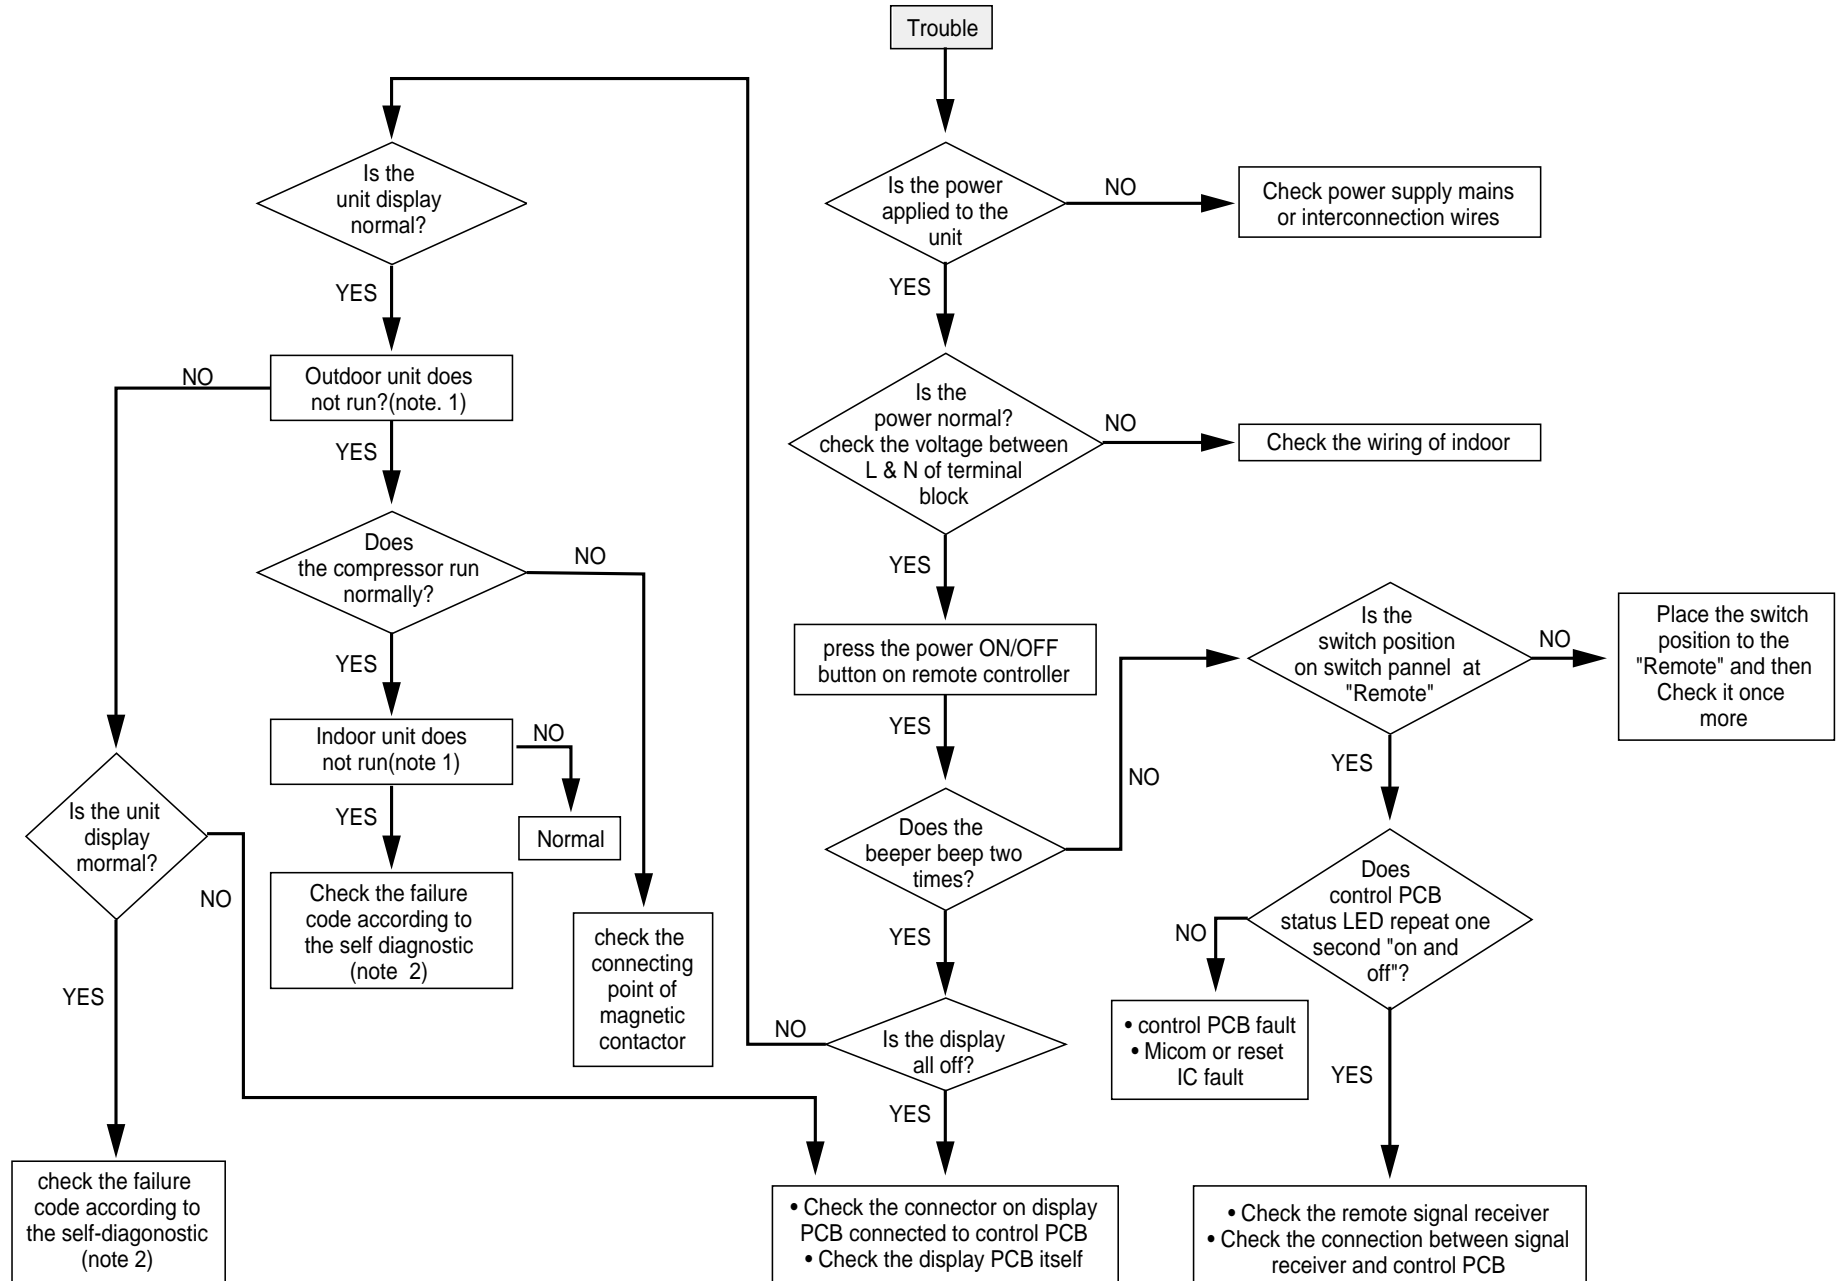 Trouble
Is the power
applied to the
unit
NO
Check power supply mains
or interconnection wires
YES
Is the
power normal?
check the voltage between
L & N of terminal
block
NO
Check the wiring of indoor
YES
press the power ON/OFF
button on remote controller
YES
Does the
beeper beep two
times?
NO
Is the
switch position
on switch pannel at
"Remote"
NO
Place the switch
position to the
"Remote" and then
Check it once
more
YES
Does
control PCB
status LED repeat one
second "on and
off"?
NO
• control PCB fault
• Micom or reset
IC fault
YES
• Check the remote signal receiver
• Check the connection between signal
receiver and control PCB
YES
Is the display
all off?
NO
YES
• Check the connector on display
PCB connected to control PCB
• Check the display PCB itself
Is the
unit display
normal?
YES
Outdoor unit does
not run?(note. 1)
NO
YES
Does
the compressor run
normally?
NO
check the
connecting
point of
magnetic
contactor
YES
Indoor unit does
not run(note 1)
NO
Normal
YES
Check the failure
code according to
the self diagnostic
(note 2)
Is the unit
display
mormal?
NO
YES
check the failure
code according to
the self-diagonostic
(note 2)